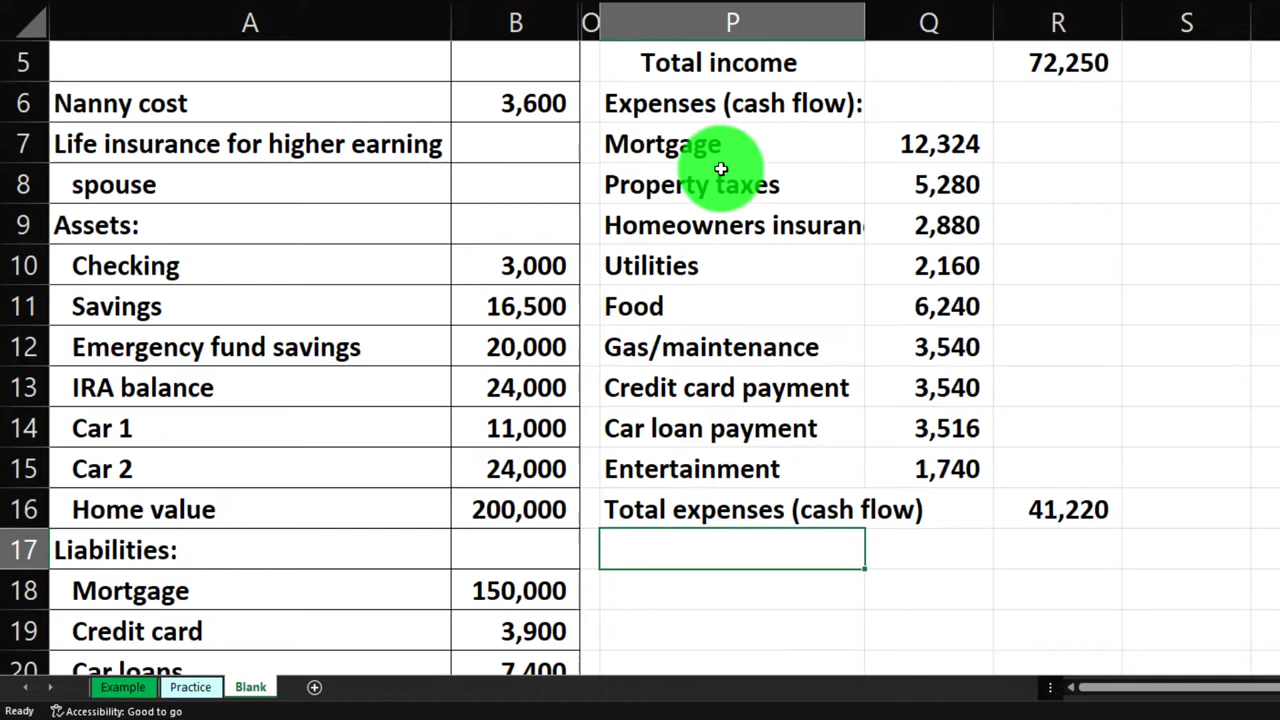 A B O P Q R S
5 Total income 72,250
6 Nanny cost 3,600 Expenses (cash flow):
7 Life insurance for higher earning Mortgage 12,324
8 spouse Property taxes 5,280
9 Assets: Homeowners insuran 2,880
10 Checking 3,000 Utilities 2,160
11 Savings 16,500 Food 6,240
12 Emergency fund savings 20,000 Gas/maintenance 3,540
13 IRA balance 24,000 Credit card payment 3,540
14 Car 1 11,000 Car loan payment 3,516
15 Car 2 24,000 Entertainment 1,740
16 Home value 200,000 Total expenses (cash flow) 41,220
17 Liabilities:
18 Mortgage 150,000
19 Credit card 3,900
20 Car loans 7,400
Example Practice Blank
Ready Accessibility: Good to go